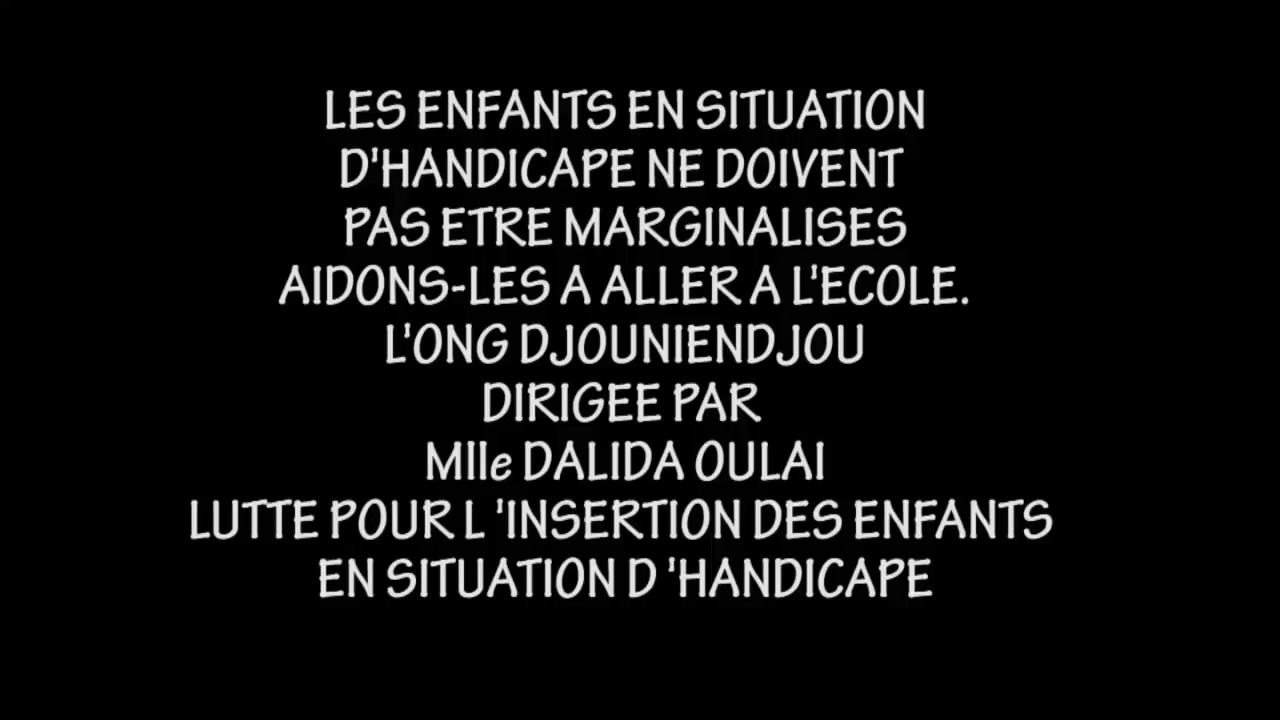 LES ENFANTS EN SITUATION
D'HANDICAPE NE DOIVENT
PAS ETRE MARGINALISES
AIDONS-LES A ALLER A L'ECOLE.
L'ONG DJOUNIENDJOU
DIRIGEE PAR
Mlle DALIDA OULAI
LUTTE POUR L 'INSERTION DES ENFANTS
EN SITUATION D 'HANDICAPE